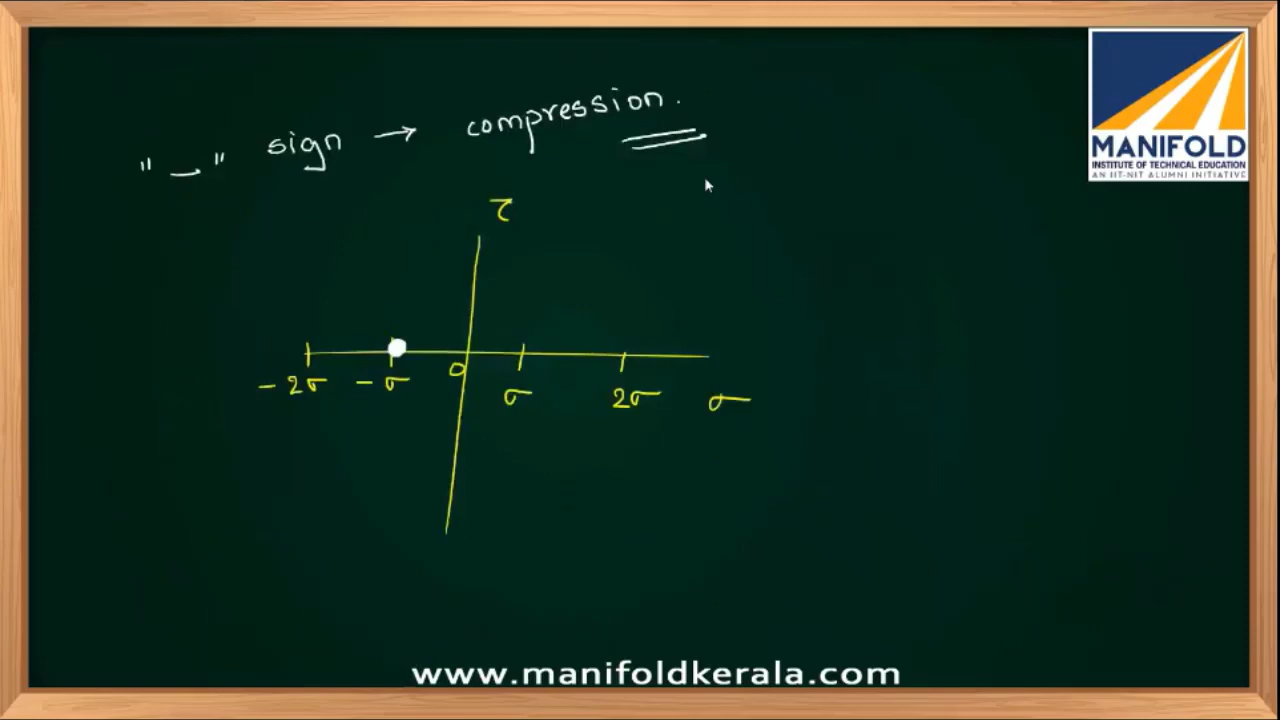 "_" sign → compression.
τ
-2σ -σ 0 σ 2σ σ
MANIFOLD
INSTITUTE OF TECHNICAL EDUCATION
AN IIT-NIT ALUMNI INITIATIVE
www.manifoldkerala.com